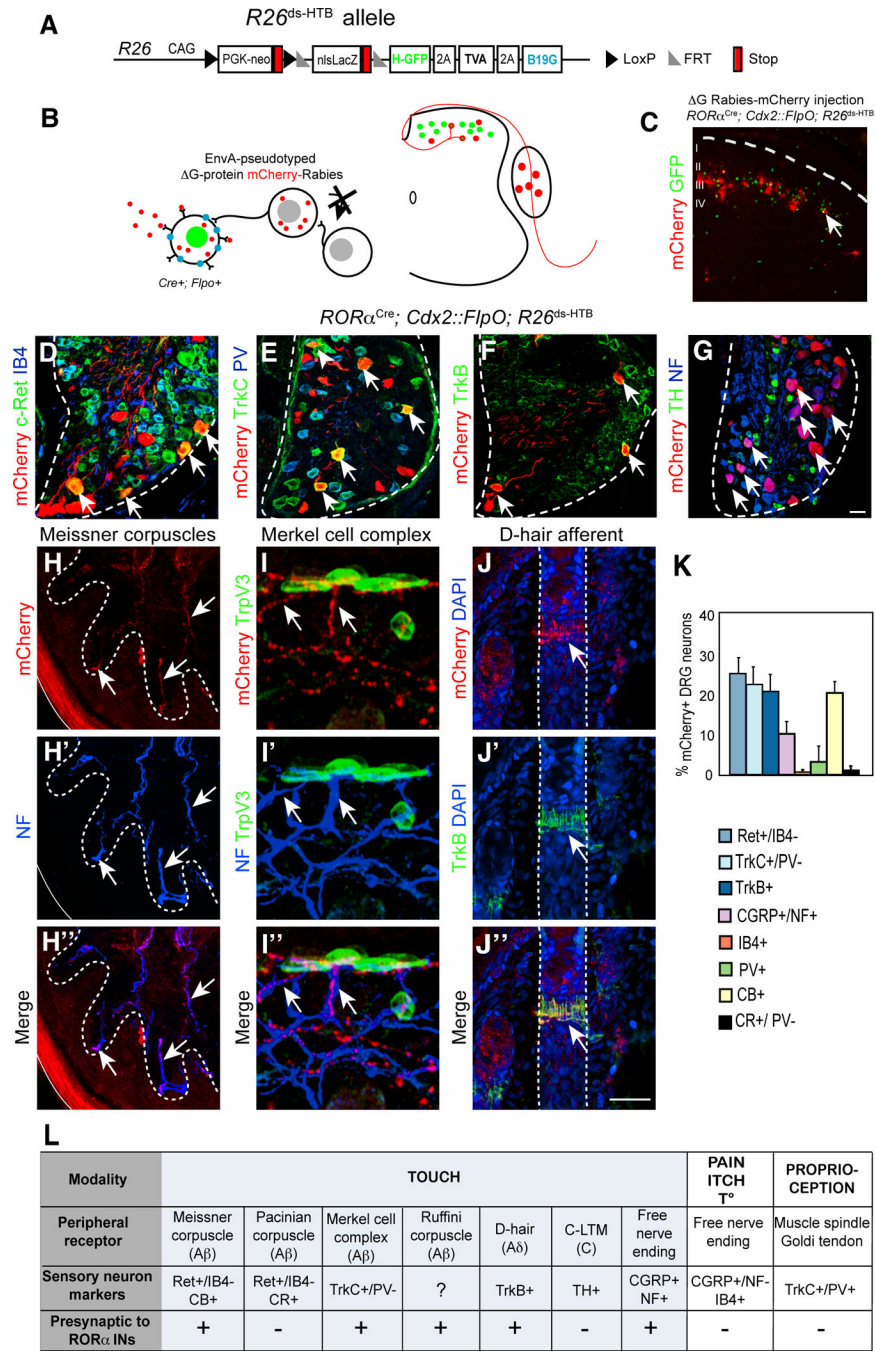 A
R26ds-HTB allele
R26
CAG
PGK-neo
nlsLacZ
H-GFP
2A
TVA
2A
B19G
LoxP
FRT
Stop
B
EnvA-pseudotyped
ΔG-protein mCherry-Rabies
Cre+; Flpo+
C
ΔG Rabies-mCherry injection
RORαCre; Cdx2::FlpO; R26ds-HTB
mCherry GFP
I
II
III
IV
RORαCre; Cdx2::FlpO; R26ds-HTB
D
mCherry c-Ret IB4
E
mCherry TrkC PV
F
mCherry TrkB
G
mCherry TH NF
Meissner corpuscles
Merkel cell complex
D-hair afferent
H
mCherry
I
mCherry TrpV3
J
mCherry DAPI
H'
NF
I'
NF TrpV3
J'
TrkB DAPI
H''
Merge
I''
Merge
J''
Merge
K
% mCherry+ DRG neurons
40
30
20
10
0
Ret+/IB4-
TrkC+/PV-
TrkB+
CGRP+/NF+
IB4+
PV+
CB+
CR+/ PV-
L
Modality
TOUCH
PAIN
ITCH
T°
PROPRIO-
CEPTION
Peripheral
receptor
Meissner
corpuscle
(Aβ)
Pacinian
corpuscle
(Aβ)
Merkel cell
complex
(Aβ)
Ruffini
corpuscle
(Aβ)
D-hair
(Aδ)
C-LTM
(C)
Free
nerve
ending
Free nerve
ending
Muscle spindle
Goldi tendon
Sensory neuron
markers
Ret+/IB4-
CB+
Ret+/IB4-
CR+
TrkC+/PV-
?
TrkB+
TH+
CGRP+
NF+
CGRP+/NF-
IB4+
TrkC+/PV+
Presynaptic to
RORα INs
+
-
+
+
+
-
+
-
-